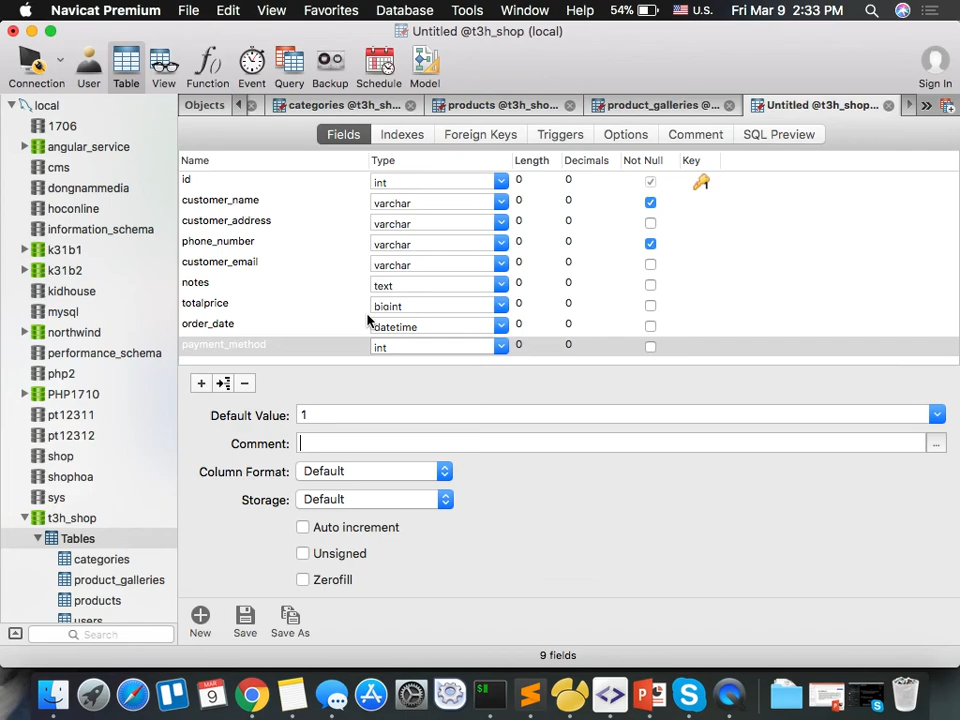 Navicat Premium File Edit View Favorites Database Tools Window Help 54% U.S. Fri Mar 9 2:33 PM
Untitled @t3h_shop (local)
Connection User Table View Function Event Query Backup Schedule Model Sign In
Objects categories @t3h_st... products @t3h_sho... product_galleries @... Untitled @t3h_shop...
local
1706
angular_service
cms
dongnammedia
hoconline
information_schema
k31b1
k31b2
kidhouse
mysql
northwind
performance_schema
php2
PHP1710
pt12311
pt12312
shop
shophoa
sys
t3h_shop
Tables
categories
product_galleries
products
users
Search
Fields Indexes Foreign Keys Triggers Options Comment SQL Preview
Name Type Length Decimals Not Null Key
id int 0 0
customer_name varchar 0 0
customer_address varchar 0 0
phone_number varchar 0 0
customer_email varchar 0 0
notes text 0 0
totalprice bigint 0 0
order_date datetime 0 0
payment_method int 0 0
Default Value: 1
Comment: ...
Column Format: Default
Storage: Default
Auto increment
Unsigned
Zerofill
New Save Save As
9 fields